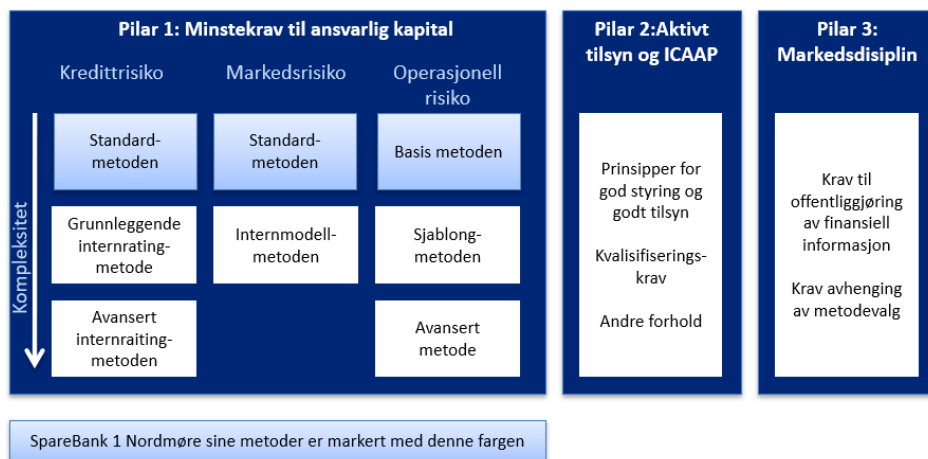 Pilar 1: Minstekrav til ansvarlig kapital
Kredittrisiko
Markedsrisiko
Operasjonell
risiko
Kompleksitet
Standard-
metoden
Standard-
metoden
Basis metoden
Grunnleggende
internrating-
metode
Internmodell-
metoden
Sjablong-
metoden
Avansert
internraiting-
metoden
Avansert
metode
Pilar 2:Aktivt
tilsyn og ICAAP
Prinsipper for
god styring og
godt tilsyn
Kvalisifiserings-
krav
Andre forhold
Pilar 3:
Markedsdisiplin
Krav til
offentliggjøring
av finansiell
informasjon
Krav avhenging
av metodevalg
SpareBank 1 Nordmøre sine metoder er markert med denne fargen